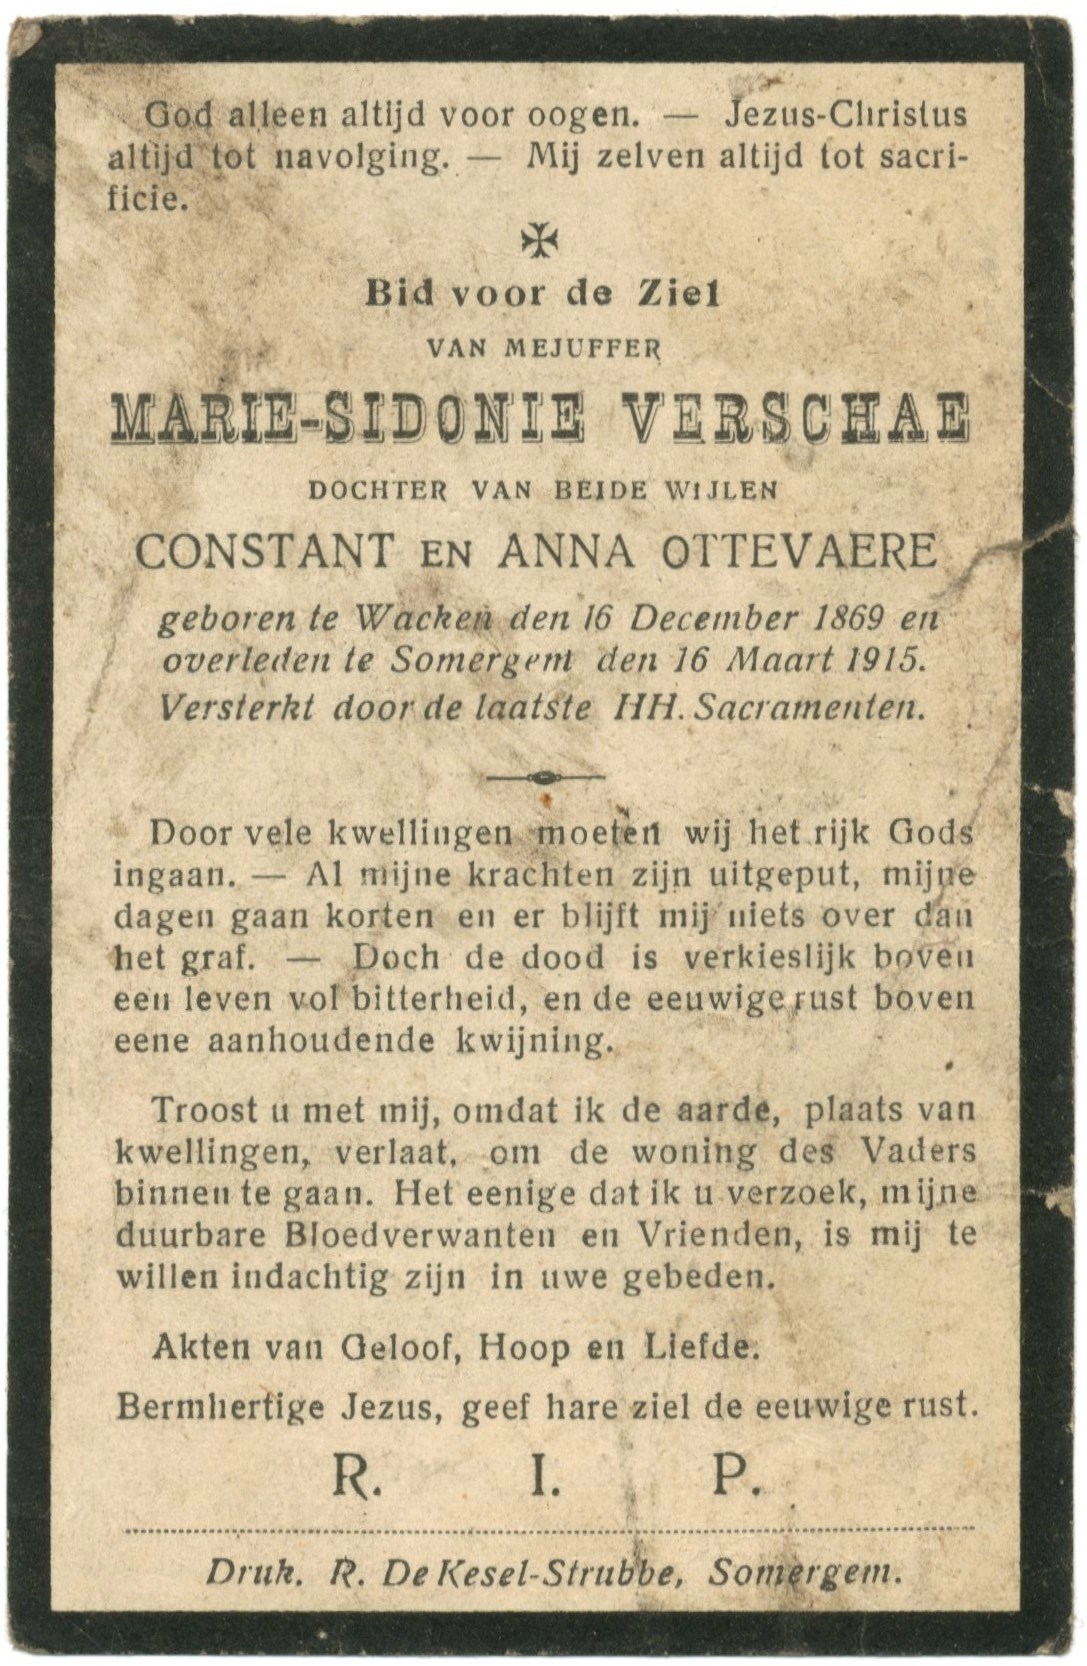 God alleen altijd voor oogen. — Jezus-Christus
altijd tot navolging. — Mij zelven altijd tot sacri-
ficie.
✠
Bid voor de Ziel
VAN MEJUFFER
MARIE-SIDONIE VERSCHAE
DOCHTER VAN BEIDE WIJLEN
CONSTANT EN ANNA OTTEVAERE
geboren te Wacken den 16 December 1869 en
overleden te Somergem den 16 Maart 1915.
Versterkt door de laatste HH. Sacramenten.
Door vele kwellingen moeten wij het rijk Gods
ingaan. — Al mijne krachten zijn uitgeput, mijne
dagen gaan korten en er blijft mij niets over dan
het graf. — Doch de dood is verkieslijk boven
een leven vol bitterheid, en de eeuwige rust boven
eene aanhoudende kwijning.
Troost u met mij, omdat ik de aarde, plaats van
kwellingen, verlaat, om de woning des Vaders
binnen te gaan. Het eenige dat ik u verzoek, mijne
duurbare Bloedverwanten en Vrienden, is mij te
willen indachtig zijn in uwe gebeden.
Akten van Geloof, Hoop en Liefde.
Bermhertige Jezus, geef hare ziel de eeuwige rust.
R. I. P.
Druk. R. De Kesel-Strubbe, Somergem.